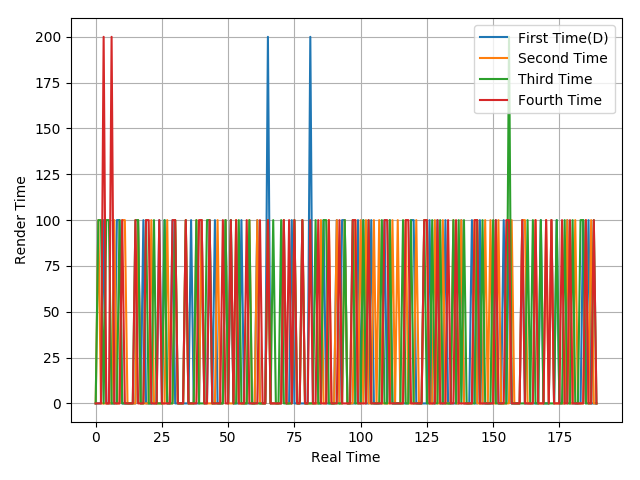 First Time(D)
Second Time
Third Time
Fourth Time
200
175
150
125
100
75
50
25
0
Render Time
0 25 50 75 100 125 150 175
Real Time